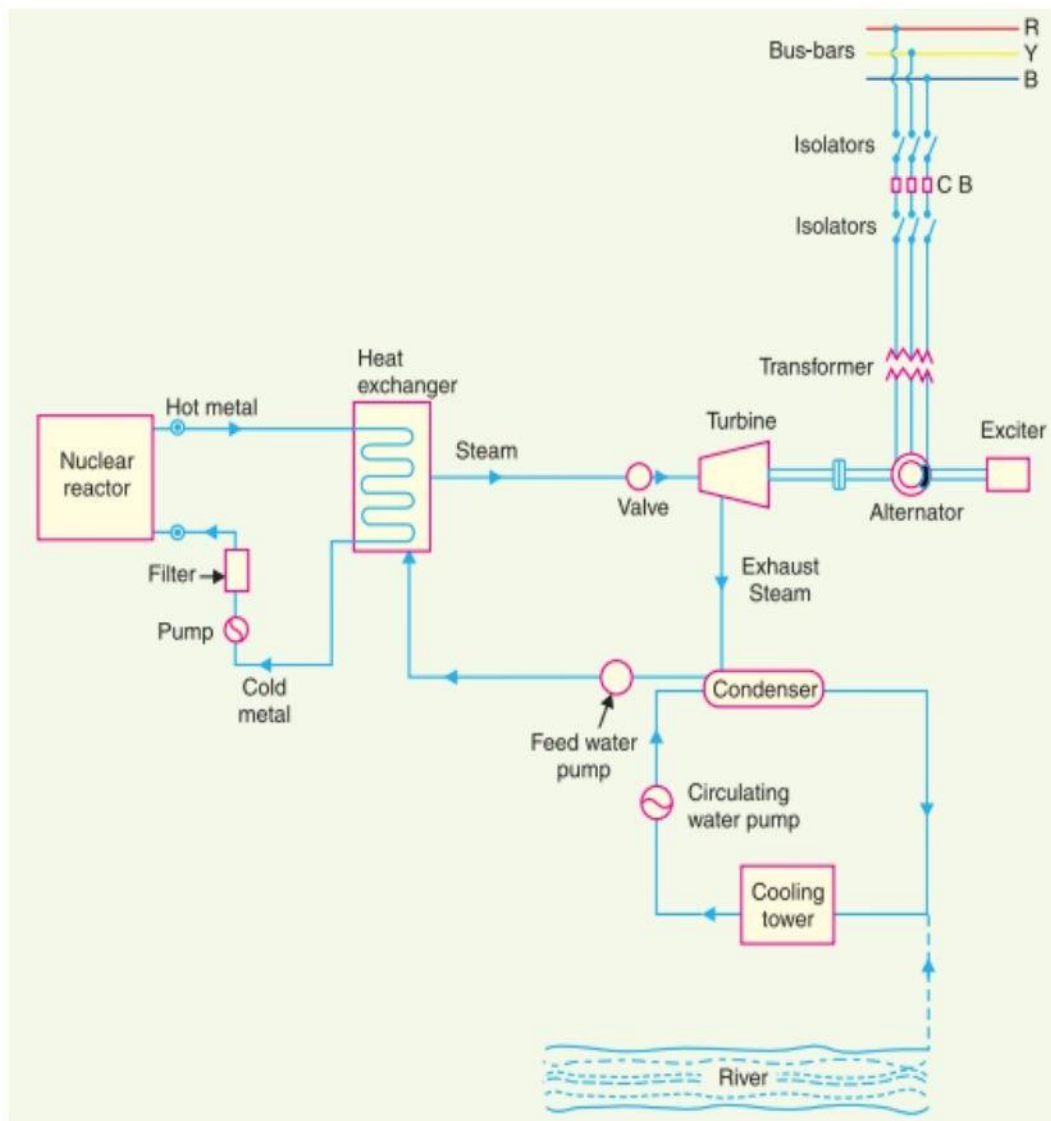 R
Bus-bars
Y
B
Isolators
C B
Isolators
Transformer
Heat
exchanger
Hot metal
Turbine
Exciter
Nuclear
reactor
Steam
Valve
Alternator
Filter
Exhaust
Steam
Pump
Cold
metal
Condenser
Feed water
pump
Circulating
water pump
Cooling
tower
River